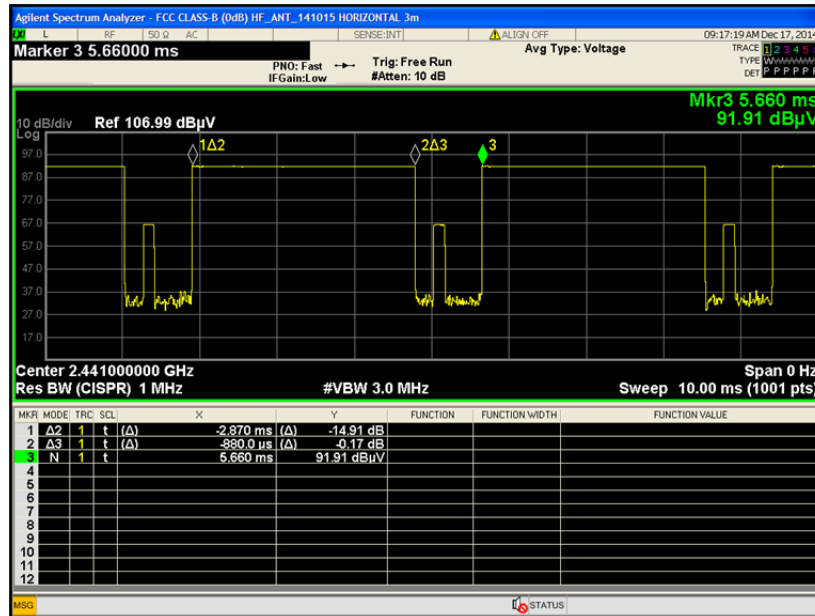 Agilent Spectrum Analyzer - FCC CLASS-B (0dB) HF_ANT_141015 HORIZONTAL 3m
L RF 50 Ω AC SENSE:INT ALIGN OFF 09:17:19 AM Dec 17, 2014
Marker 3 5.66000 ms
PNO: Fast
IFGain:Low
Trig: Free Run
#Atten: 10 dB
Avg Type: Voltage
TRACE 1 2 3 4 5
TYPE
DET P P P P P
Mkr3 5.660 ms
91.91 dBµV
10 dB/div Ref 106.99 dBµV
Log
1Δ2 2Δ3 3
97.0
87.0
77.0
67.0
57.0
47.0
37.0
27.0
17.0
Center 2.441000000 GHz Span 0 Hz
Res BW (CISPR) 1 MHz #VBW 3.0 MHz Sweep 10.00 ms (1001 pts)
MKR MODE TRC SCL X Y FUNCTION FUNCTION WIDTH FUNCTION VALUE
1 Δ2 1 t (Δ) -2.870 ms (Δ) -14.91 dB
2 Δ3 1 t (Δ) -880.0 µs (Δ) -0.17 dB
3 N 1 t 5.660 ms 91.91 dBµV
4
5
6
7
8
9
10
11
12
MSG STATUS